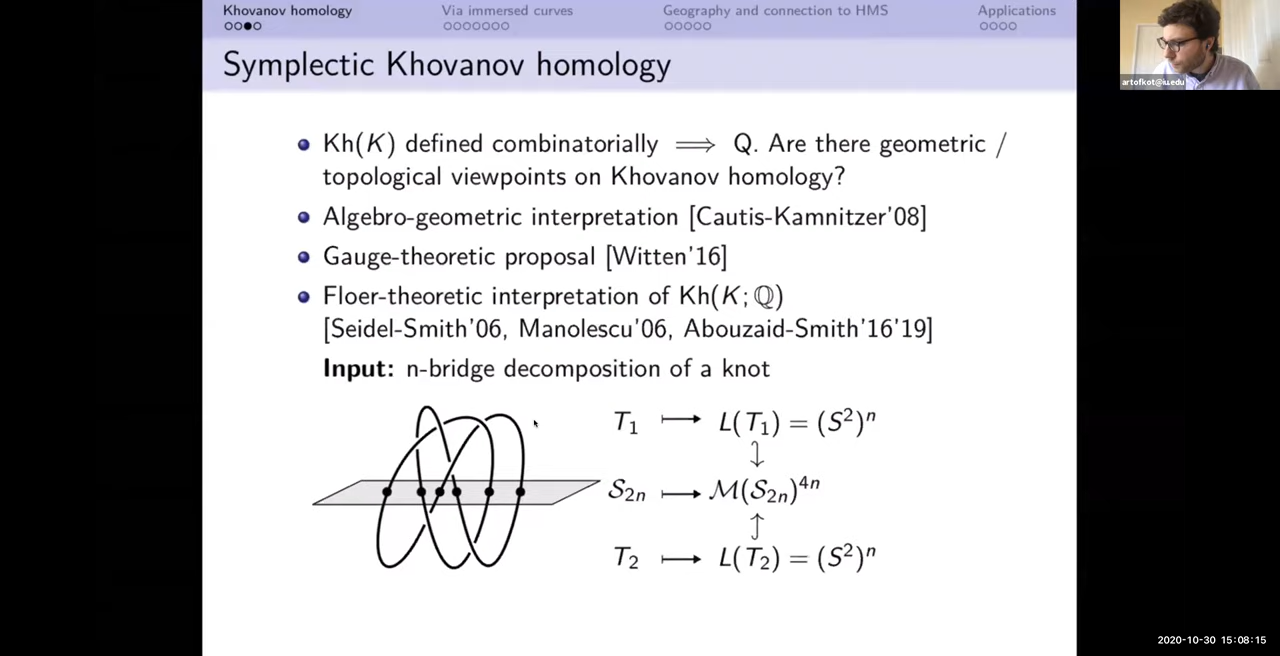 Khovanov homology Via immersed curves Geography and connection to HMS Applications
Symplectic Khovanov homology
Kh(K) defined combinatorially ⟹ Q. Are there geometric /
topological viewpoints on Khovanov homology?
Algebro-geometric interpretation [Cautis-Kamnitzer'08]
Gauge-theoretic proposal [Witten'16]
Floer-theoretic interpretation of Kh(K; ℚ)
[Seidel-Smith'06, Manolescu'06, Abouzaid-Smith'16'19]
Input: n-bridge decomposition of a knot
T₁ ⟼ L(T₁) = (S²)ⁿ
S₂ₙ ⟼ M(S₂ₙ)⁴ⁿ
T₂ ⟼ L(T₂) = (S²)ⁿ
artofkot@iu.edu
2020-10-30 15:08:15